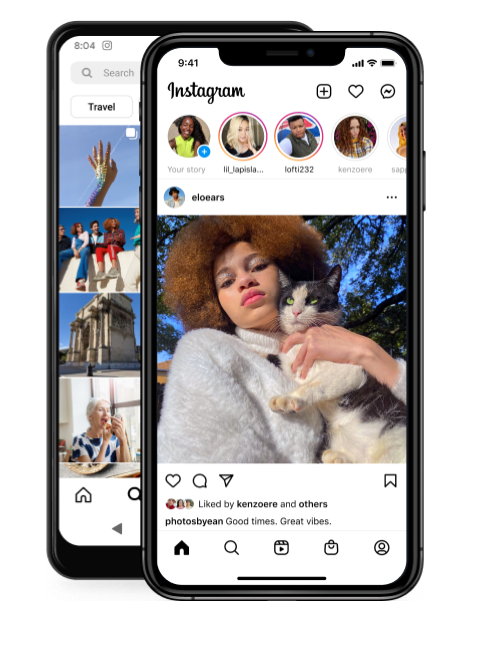 8:04
Search
Travel
9:41
Instagram
Your story
lil_lapisla...
lofti232
kenzoere
sapp
eloears
Liked by kenzoere and others
photosbyean Good times. Great vibes.